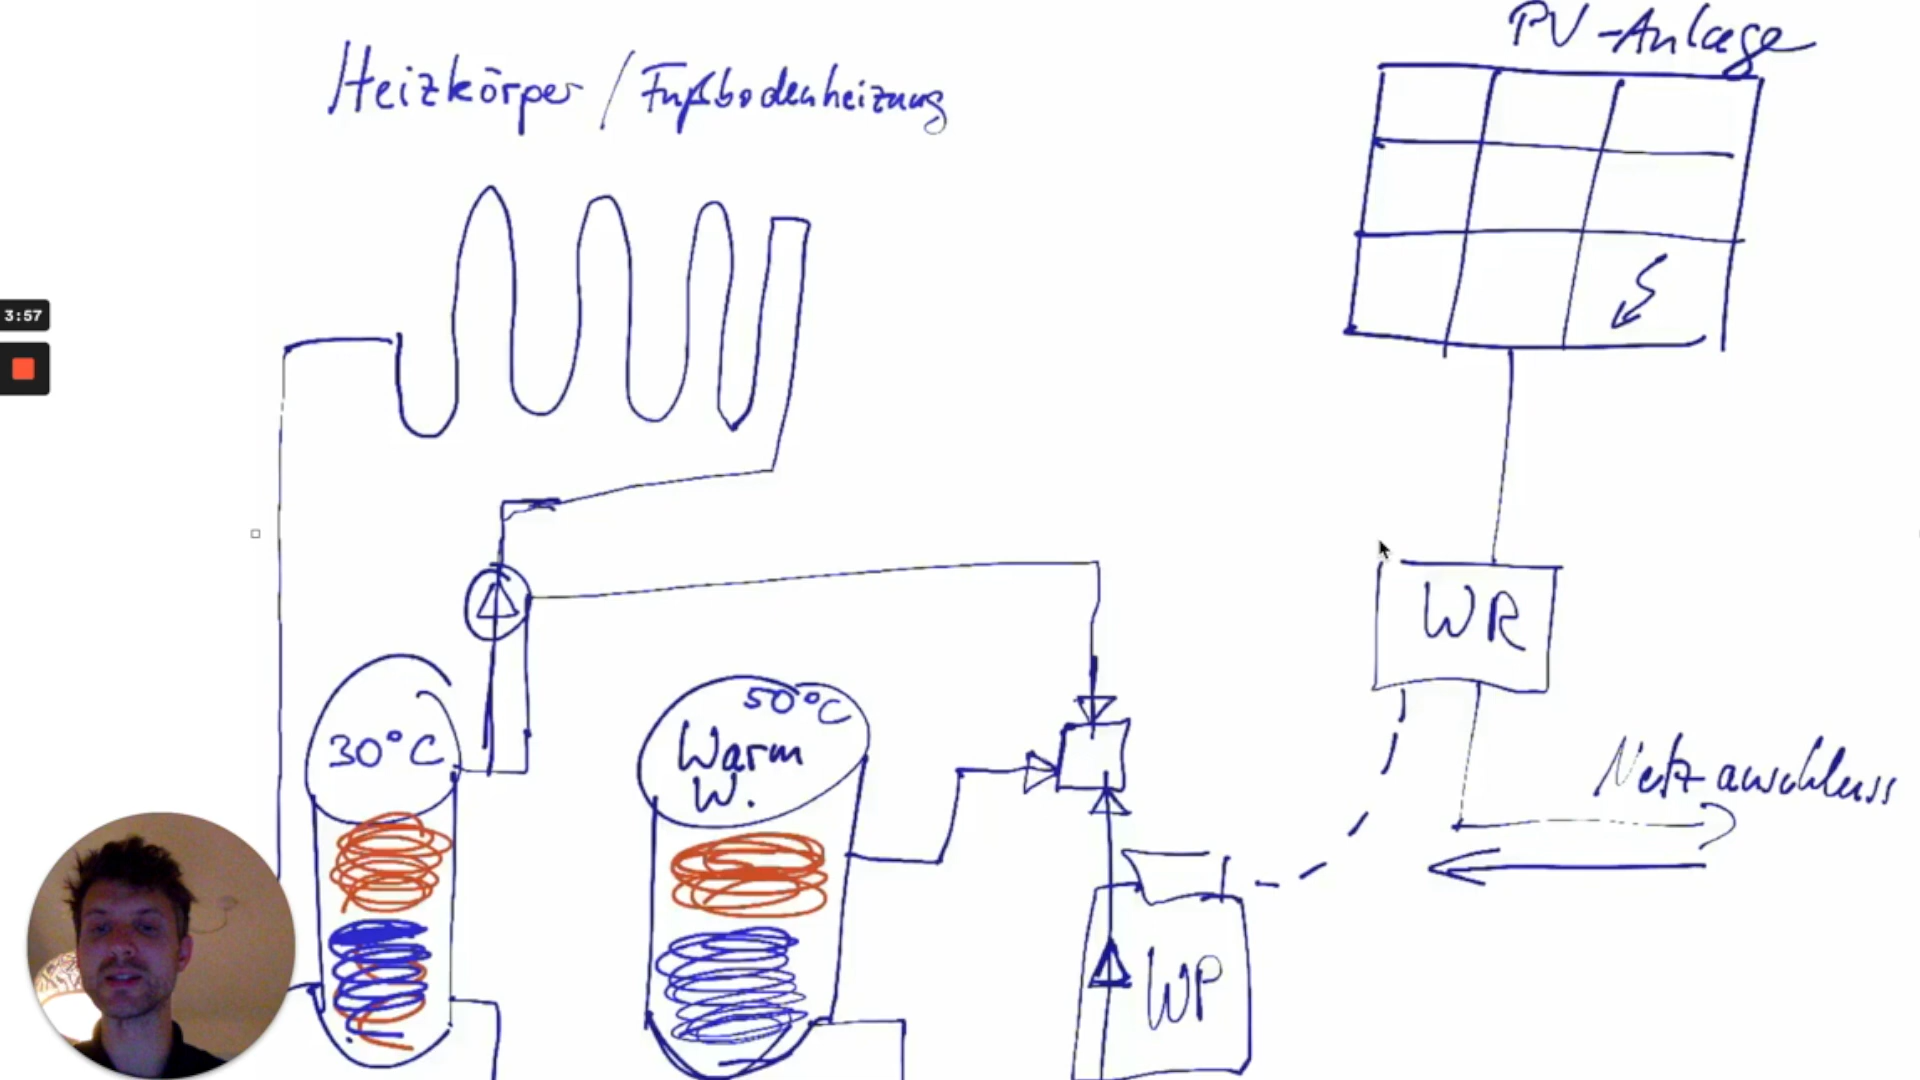 PV-Anlage
Heizkörper / Fußbodenheizung
3:57
WR
50°C
30°C
Warm
W.
Netzanschluss
WP